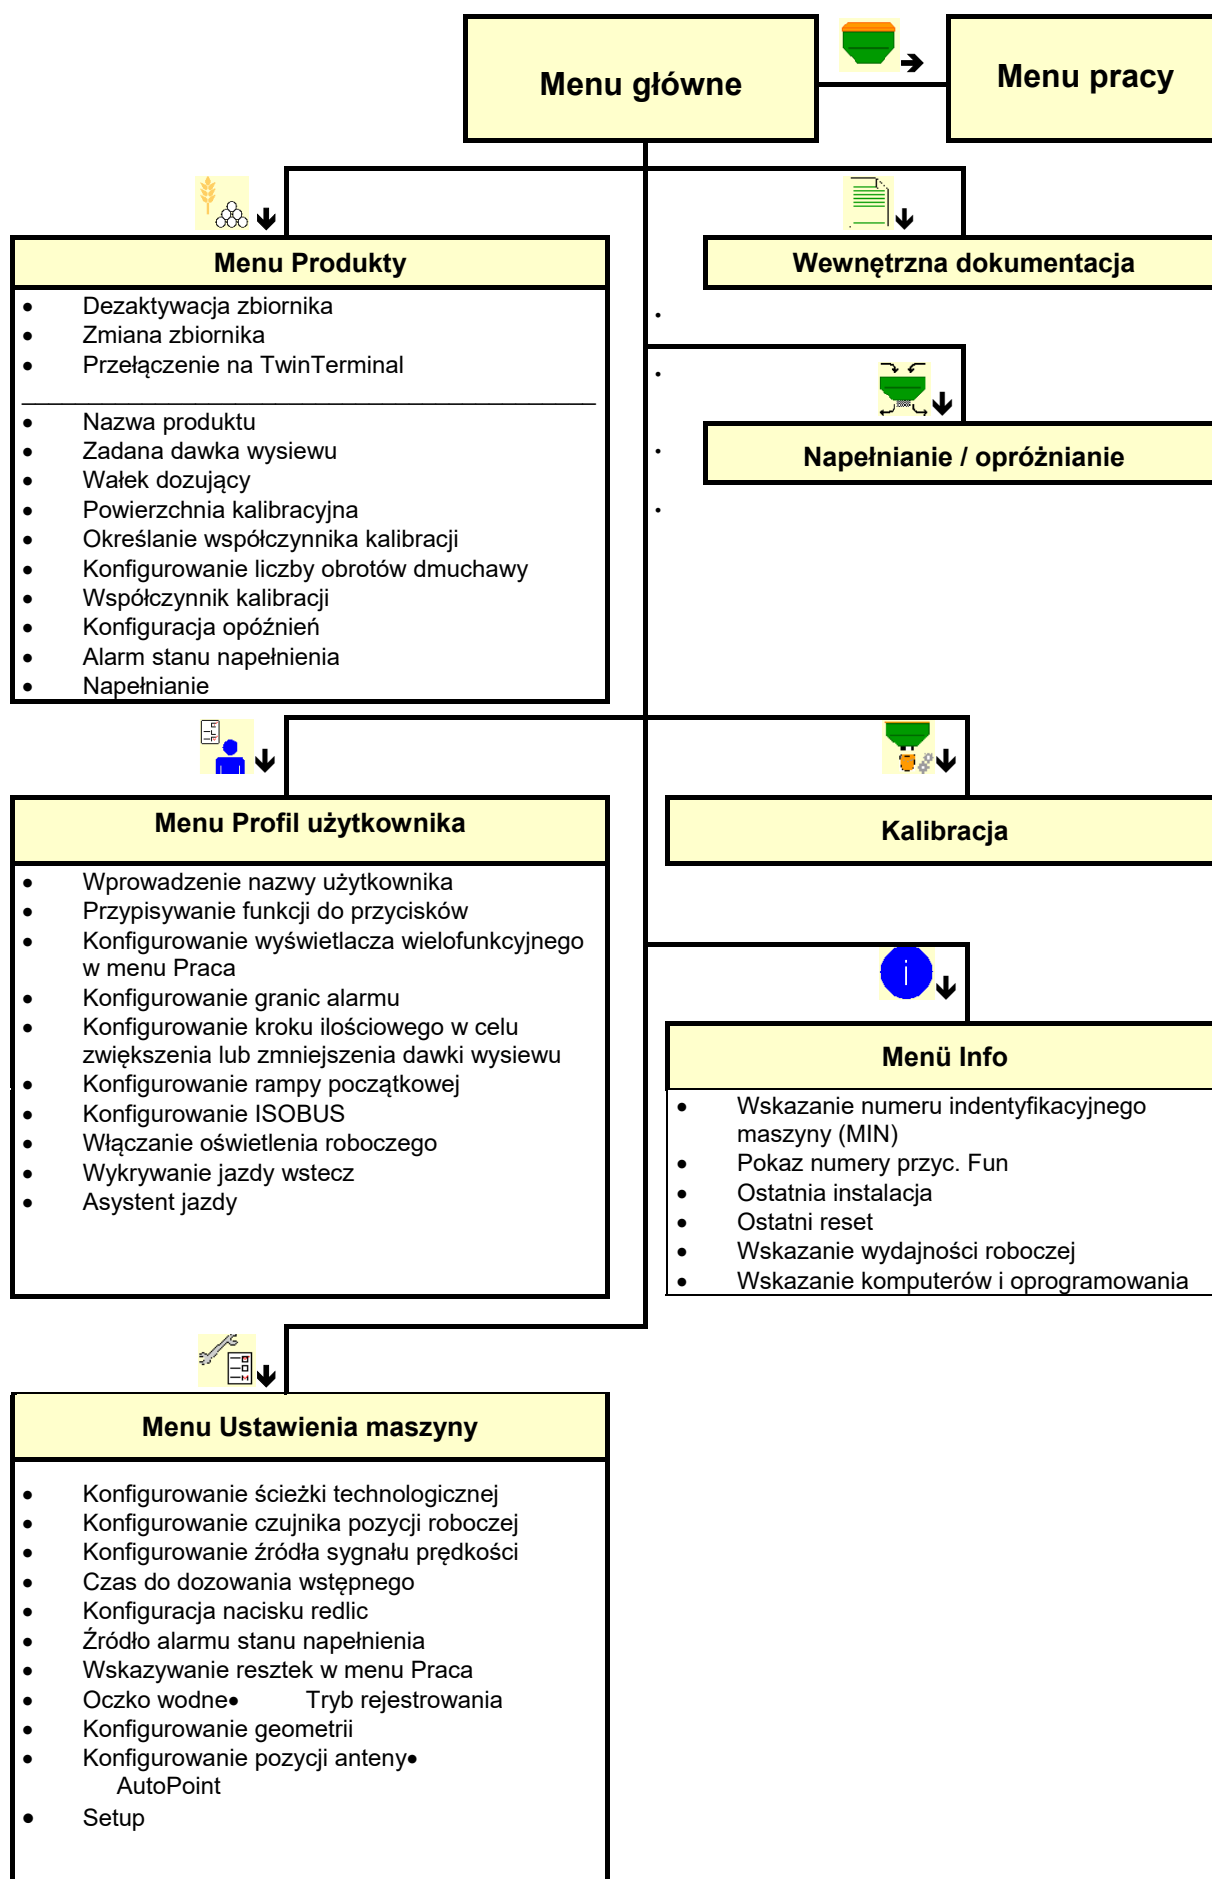 Menu główne
Menu pracy
Menu Produkty
• Dezaktywacja zbiornika
• Zmiana zbiornika
• Przełączenie na TwinTerminal
• Nazwa produktu
• Zadana dawka wysiewu
• Wałek dozujący
• Powierzchnia kalibracyjna
• Określanie współczynnika kalibracji
• Konfigurowanie liczby obrotów dmuchawy
• Współczynnik kalibracji
• Konfiguracja opóźnień
• Alarm stanu napełnienia
• Napełnianie
Wewnętrzna dokumentacja
Napełnianie / opróżnianie
Menu Profil użytkownika
• Wprowadzenie nazwy użytkownika
• Przypisywanie funkcji do przycisków
• Konfigurowanie wyświetlacza wielofunkcyjnego
w menu Praca
• Konfigurowanie granic alarmu
• Konfigurowanie kroku ilościowego w celu
zwiększenia lub zmniejszenia dawki wysiewu
• Konfigurowanie rampy początkowej
• Konfigurowanie ISOBUS
• Włączanie oświetlenia roboczego
• Wykrywanie jazdy wstecz
• Asystent jazdy
Kalibracja
Menü Info
• Wskazanie numeru indentyfikacyjnego
maszyny (MIN)
• Pokaz numery przyc. Fun
• Ostatnia instalacja
• Ostatni reset
• Wskazanie wydajności roboczej
• Wskazanie komputerów i oprogramowania
Menu Ustawienia maszyny
• Konfigurowanie ścieżki technologicznej
• Konfigurowanie czujnika pozycji roboczej
• Konfigurowanie źródła sygnału prędkości
• Czas do dozowania wstępnego
• Konfiguracja nacisku redlic
• Źródło alarmu stanu napełnienia
• Wskazywanie resztek w menu Praca
• Oczko wodne• Tryb rejestrowania
• Konfigurowanie geometrii
• Konfigurowanie pozycji anteny•
AutoPoint
• Setup